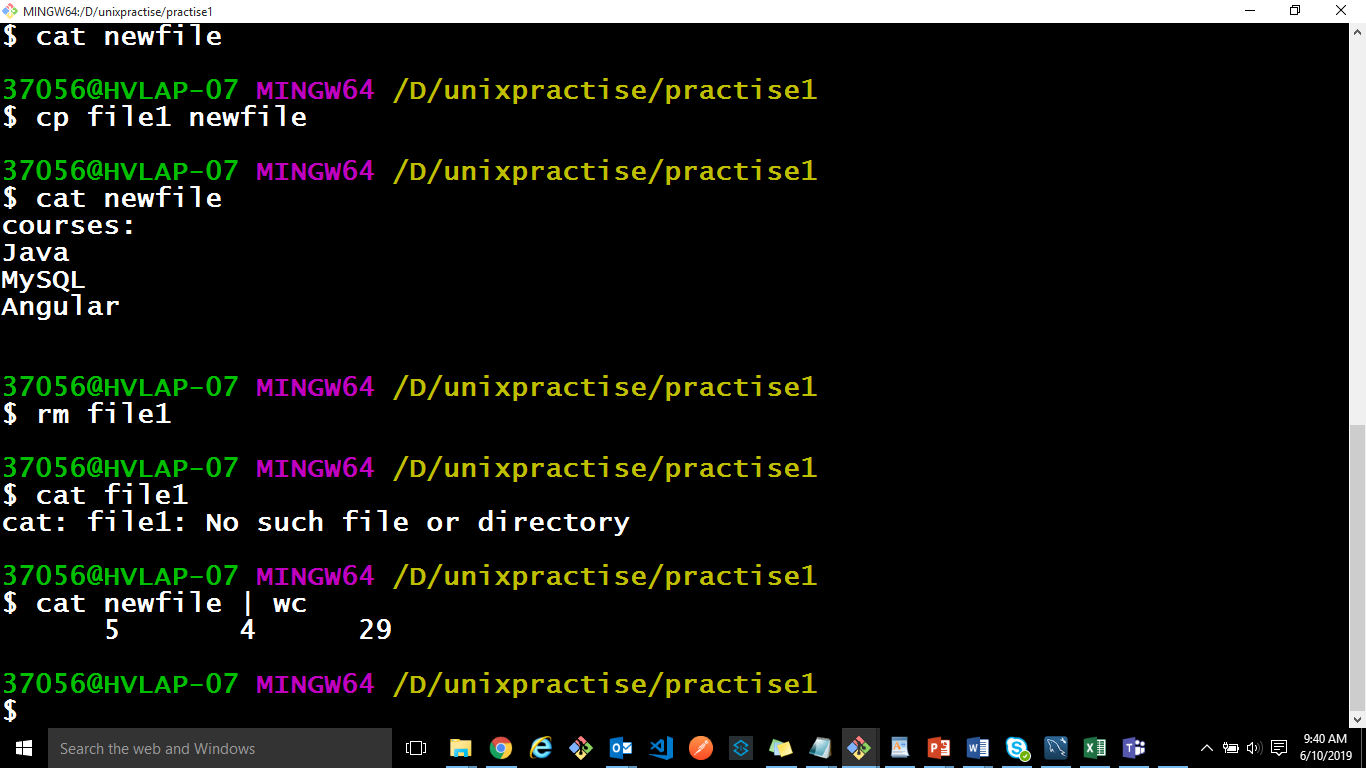 MINGW64:/D/unixpractise/practise1
$ cat newfile
37056@HVLAP-07 MINGW64 /D/unixpractise/practise1
$ cp file1 newfile
37056@HVLAP-07 MINGW64 /D/unixpractise/practise1
$ cat newfile
courses:
Java
MySQL
Angular
37056@HVLAP-07 MINGW64 /D/unixpractise/practise1
$ rm file1
37056@HVLAP-07 MINGW64 /D/unixpractise/practise1
$ cat file1
cat: file1: No such file or directory
37056@HVLAP-07 MINGW64 /D/unixpractise/practise1
$ cat newfile | wc
5 4 29
37056@HVLAP-07 MINGW64 /D/unixpractise/practise1
$
Search the web and Windows
9:40 AM
6/10/2019